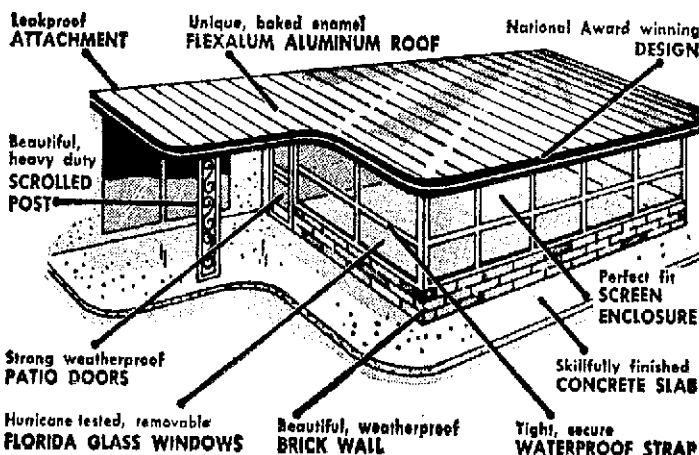 Leakproof
ATTACHMENT
Unique, baked enamel
FLEXALUM ALUMINUM ROOF
National Award winning
DESIGN
Beautiful,
heavy duty
SCROLLED
POST
Perfect fit
SCREEN
ENCLOSURE
Strong weatherproof
PATIO DOORS
Skillfully finished
CONCRETE SLAB
Hurricane tested, removable
FLORIDA GLASS WINDOWS
Beautiful, weatherproof
BRICK WALL
Tight, secure
WATERPROOF STRAP